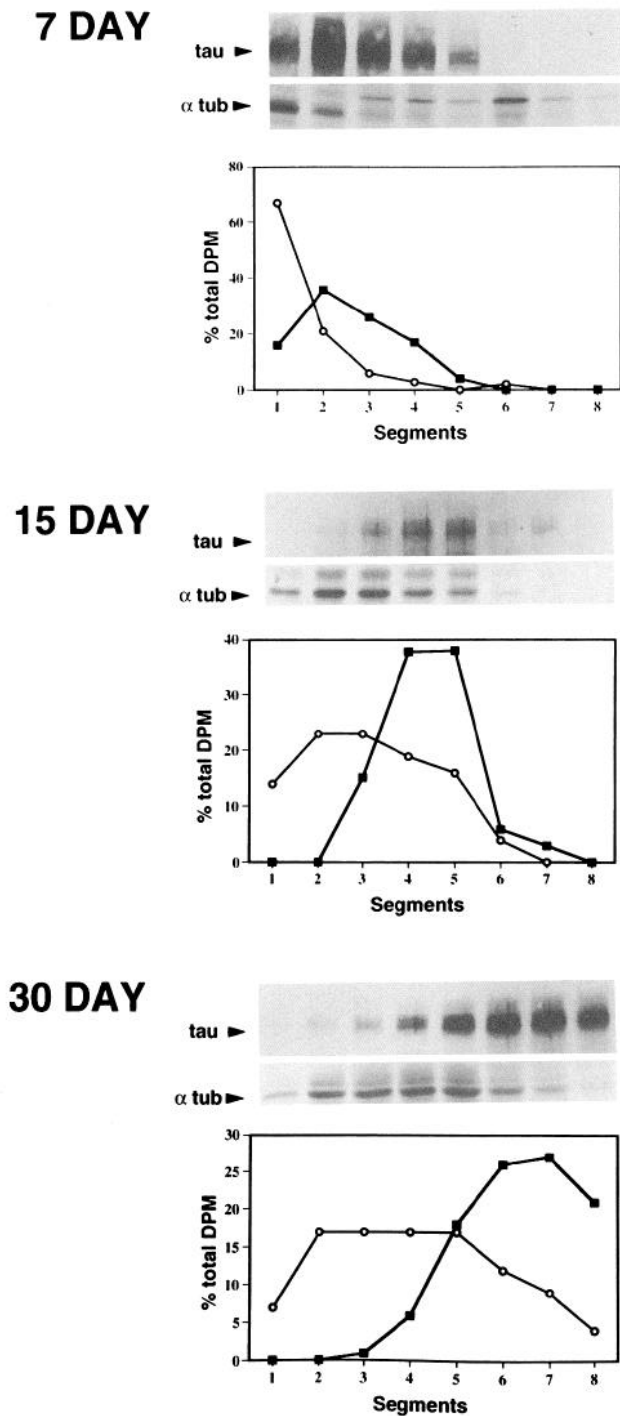 7 DAY
tau ►
α tub ►
80
60
40
20
0
% total DPM
1 2 3 4 5 6 7 8
Segments
15 DAY
tau ►
α tub ►
40
30
20
10
0
% total DPM
1 2 3 4 5 6 7 8
Segments
30 DAY
tau ►
α tub ►
30
25
20
15
10
5
0
% total DPM
1 2 3 4 5 6 7 8
Segments